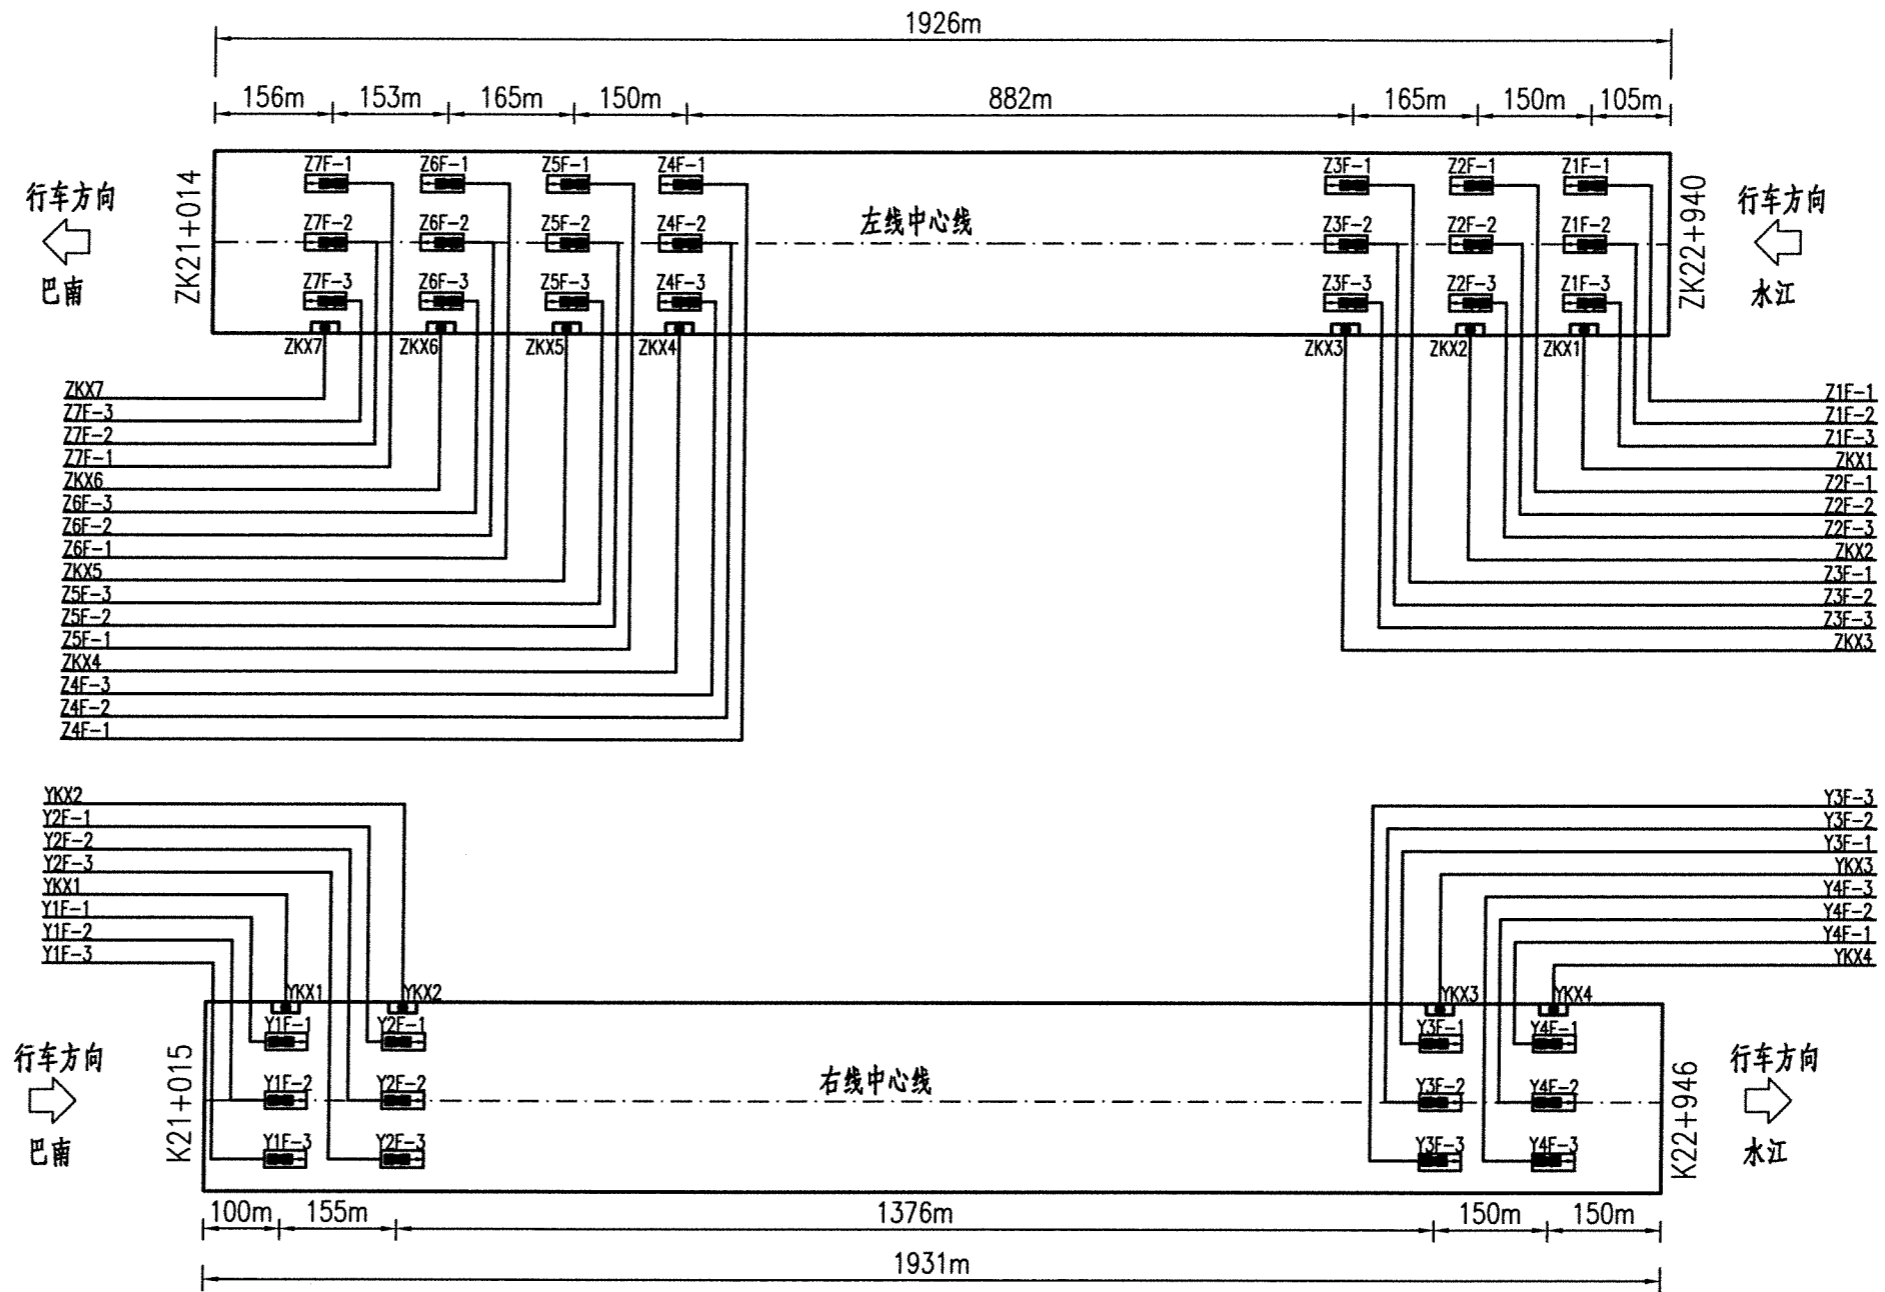 1926m
156m 153m 165m 150m 882m 165m 150m 105m
Z7F-1 Z6F-1 Z5F-1 Z4F-1 Z3F-1 Z2F-1 Z1F-1
行车方向
巴南
ZK21+014
Z7F-2 Z6F-2 Z5F-2 Z4F-2 左线中心线 Z3F-2 Z2F-2 Z1F-2
ZK22+940
行车方向
水江
Z7F-3 Z6F-3 Z5F-3 Z4F-3 Z3F-3 Z2F-3 Z1F-3
ZKX7 ZKX6 ZKX5 ZKX4 ZKX3 ZKX2 ZKX1
ZKX7
Z7F-3
Z7F-2
Z7F-1
ZKX6
Z6F-3
Z6F-2
Z6F-1
ZKX5
Z5F-3
Z5F-2
Z5F-1
ZKX4
Z4F-3
Z4F-2
Z4F-1
Z1F-1
Z1F-2
Z1F-3
ZKX1
Z2F-1
Z2F-2
Z2F-3
ZKX2
Z3F-1
Z3F-2
Z3F-3
ZKX3
YKX2
Y2F-1
Y2F-2
Y2F-3
YKX1
Y1F-1
Y1F-2
Y1F-3
Y3F-3
Y3F-2
Y3F-1
YKX3
Y4F-3
Y4F-2
Y4F-1
YKX4
YKX1 YKX2 YKX3 YKX4
Y1F-1 Y2F-1 Y3F-1 Y4F-1
行车方向
巴南
K21+015
Y1F-2 Y2F-2 右线中心线 Y3F-2 Y4F-2
K22+946
行车方向
水江
Y1F-3 Y2F-3 Y3F-3 Y4F-3
100m 155m 1376m 150m 150m
1931m